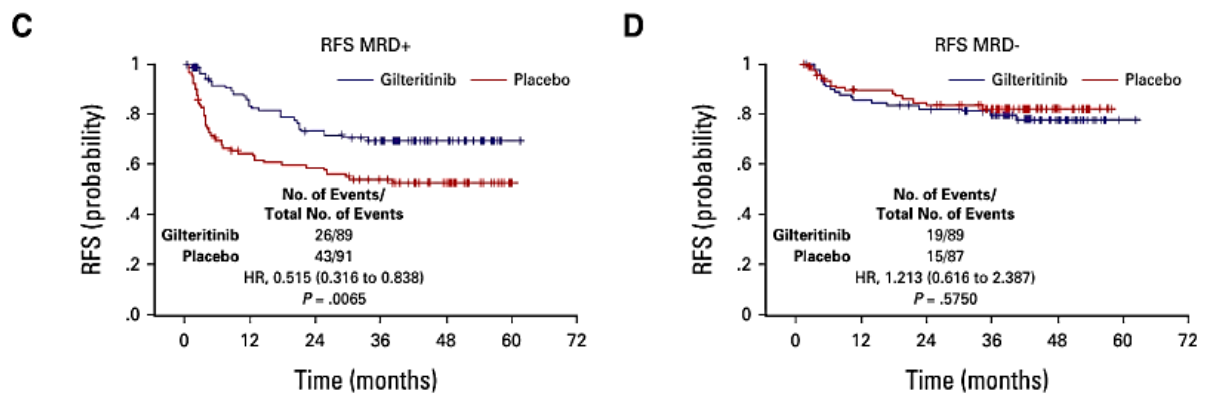 C
RFS MRD+
Gilteritinib
Placebo
RFS (probability)
1
.8
.6
.4
.2
.0
No. of Events/
Total No. of Events
Gilteritinib 26/89
Placebo 43/91
HR, 0.515 (0.316 to 0.838)
P = .0065
0 12 24 36 48 60 72
Time (months)
D
RFS MRD-
Gilteritinib
Placebo
RFS (probability)
1
.8
.6
.4
.2
.0
No. of Events/
Total No. of Events
Gilteritinib 19/89
Placebo 15/87
HR, 1.213 (0.616 to 2.387)
P = .5750
0 12 24 36 48 60 72
Time (months)